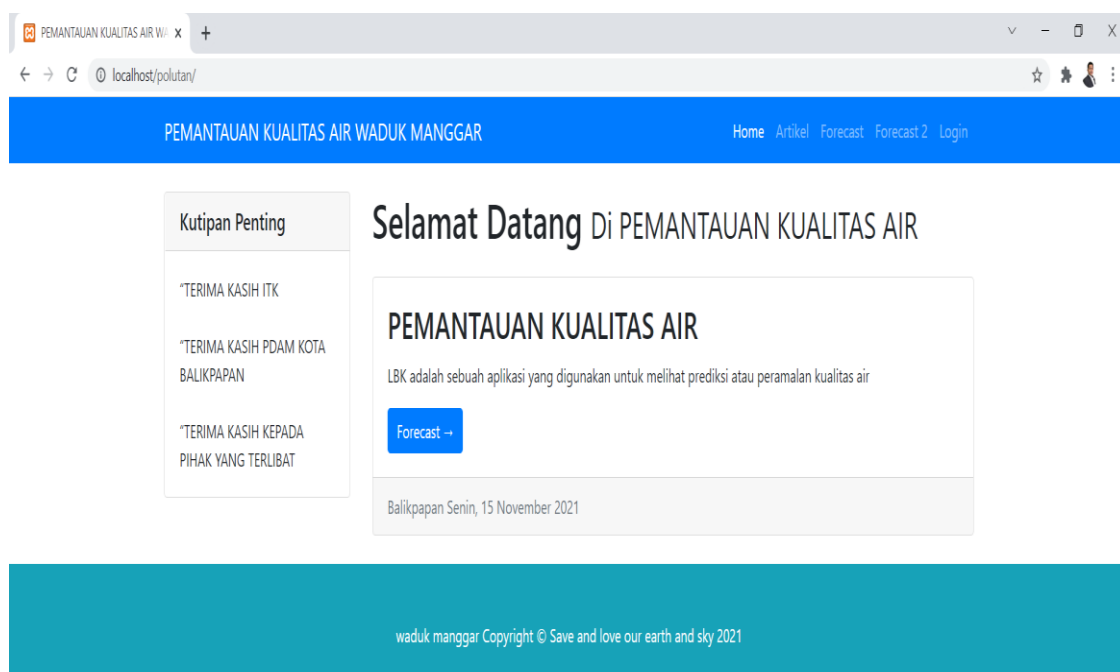 PEMANTAUAN KUALITAS AIR WA
localhost/polutan/
PEMANTAUAN KUALITAS AIR WADUK MANGGAR
Home Artikel Forecast Forecast 2 Login
Kutipan Penting
"TERIMA KASIH ITK
"TERIMA KASIH PDAM KOTA
BALIKPAPAN
"TERIMA KASIH KEPADA
PIHAK YANG TERLIBAT
Selamat Datang Di PEMANTAUAN KUALITAS AIR
PEMANTAUAN KUALITAS AIR
LBK adalah sebuah aplikasi yang digunakan untuk melihat prediksi atau peramalan kualitas air
Forecast →
Balikpapan Senin, 15 November 2021
waduk manggar Copyright © Save and love our earth and sky 2021